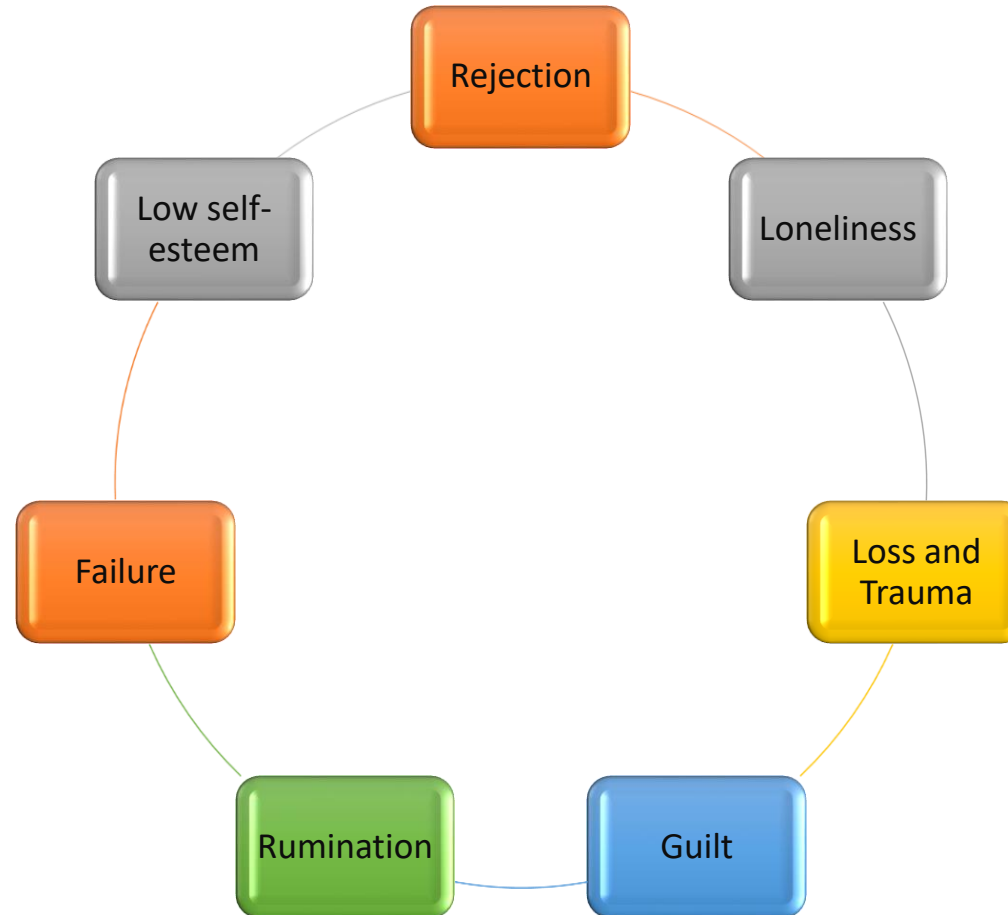 Rejection
Loneliness
Loss and
Trauma
Guilt
Rumination
Failure
Low self-
esteem